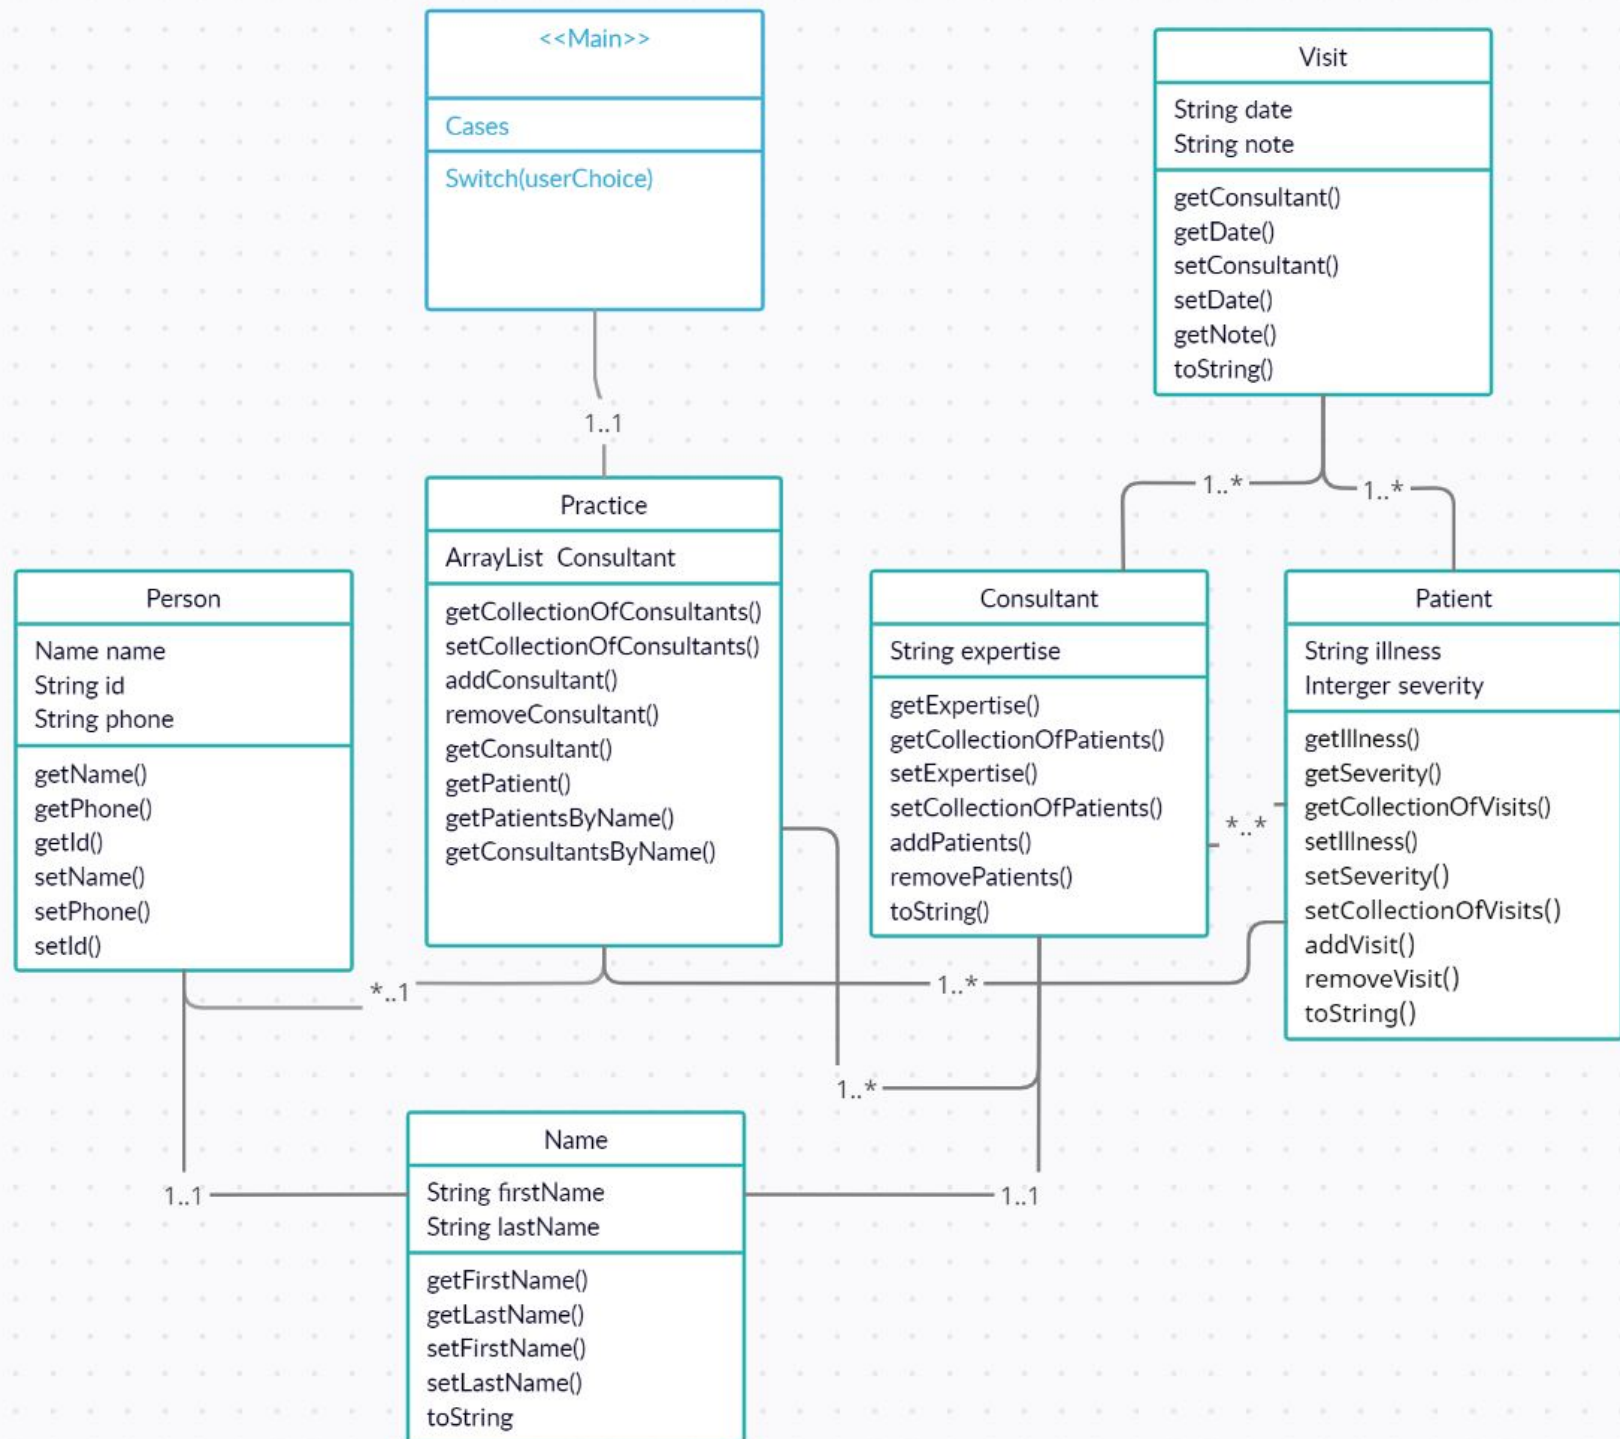 <<Main>>
Cases
Switch(userChoice)
Visit
String date
String note
getConsultant()
getDate()
setConsultant()
setDate()
getNote()
toString()
1..1
1..*
1..*
Person
Name name
String id
String phone
getName()
getPhone()
getId()
setName()
setPhone()
setId()
Practice
ArrayList  Consultant
getCollectionOfConsultants()
setCollectionOfConsultants()
addConsultant()
removeConsultant()
getConsultant()
getPatient()
getPatientsByName()
getConsultantsByName()
Consultant
String expertise
getExpertise()
getCollectionOfPatients()
setExpertise()
setCollectionOfPatients()
addPatients()
removePatients()
toString()
*..*
Patient
String illness
Interger severity
getIllness()
getSeverity()
getCollectionOfVisits()
setIllness()
setSeverity()
setCollectionOfVisits()
addVisit()
removeVisit()
toString()
*..1
1..*
1..*
1..1
Name
String firstName
String lastName
getFirstName()
getLastName()
setFirstName()
setLastName()
toString
1..1